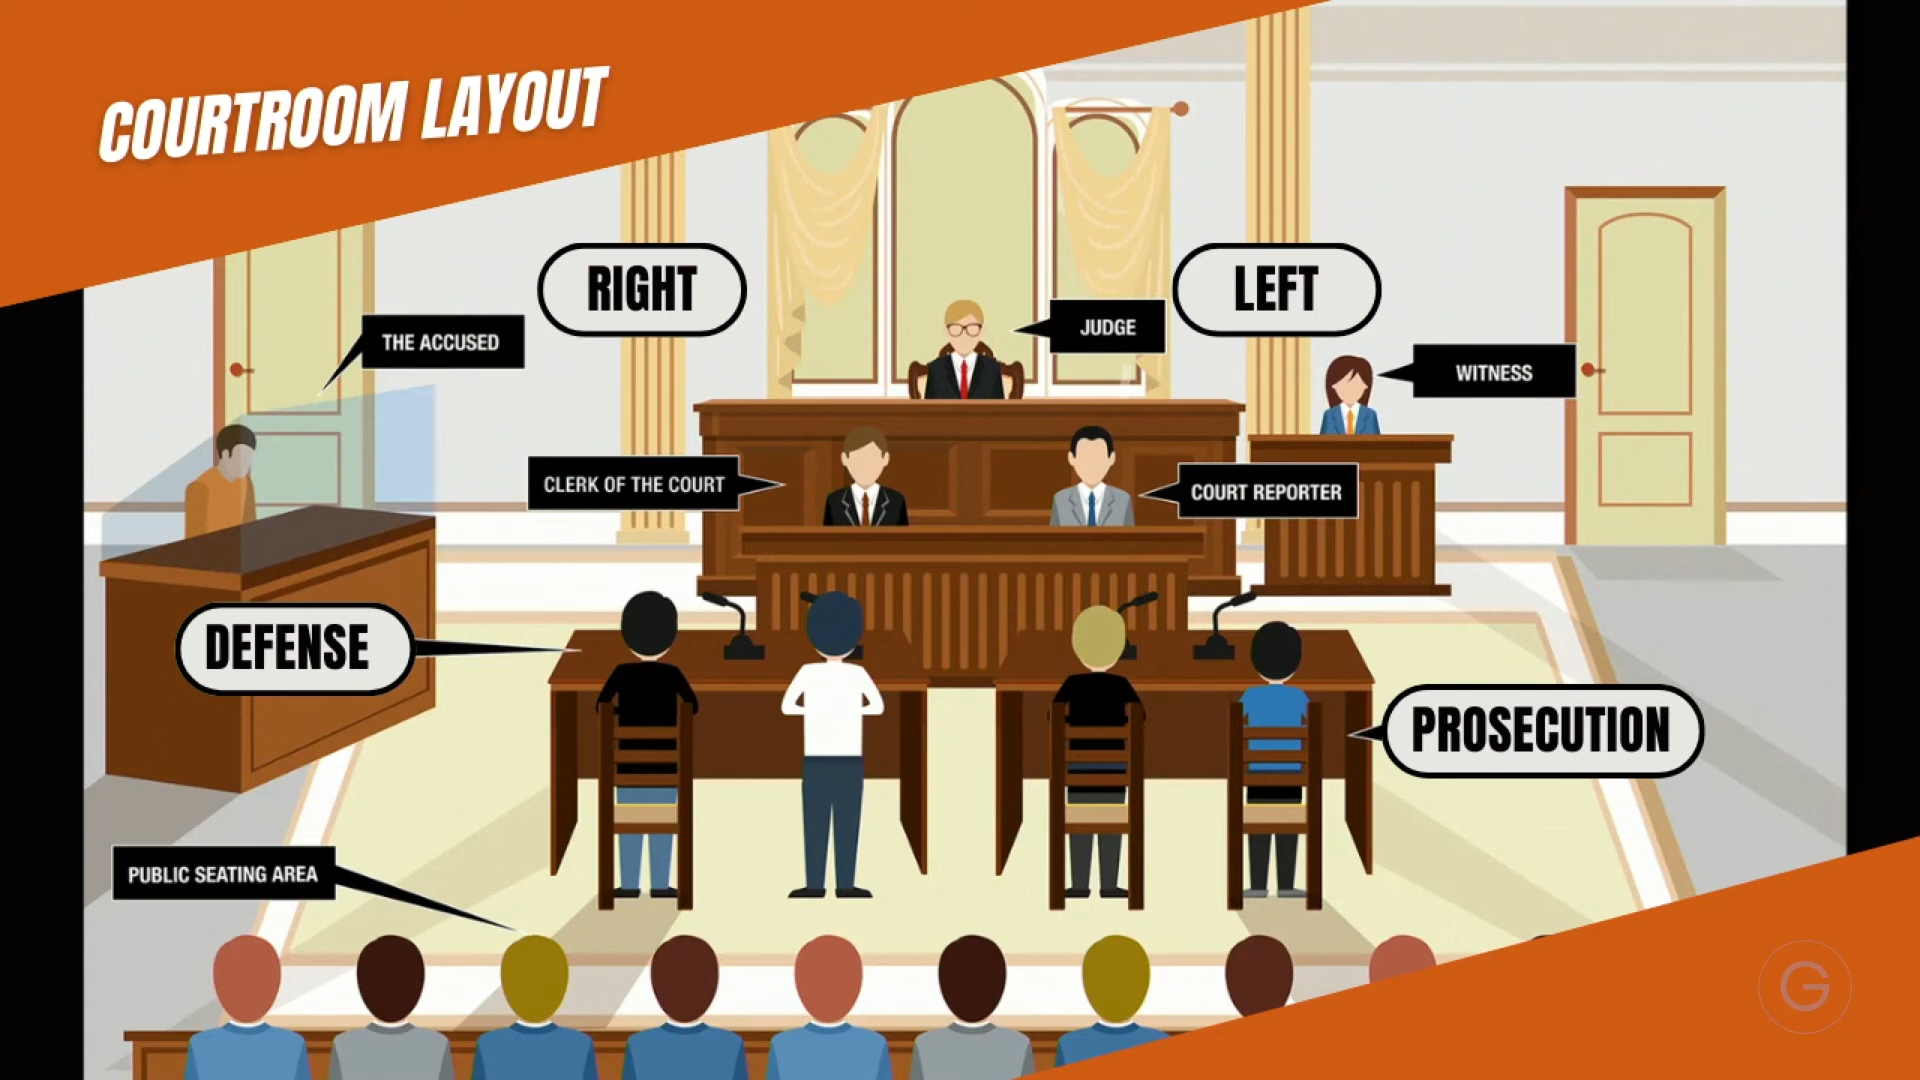 COURTROOM LAYOUT
RIGHT
LEFT
THE ACCUSED
JUDGE
WITNESS
CLERK OF THE COURT
COURT REPORTER
DEFENSE
PROSECUTION
PUBLIC SEATING AREA
G